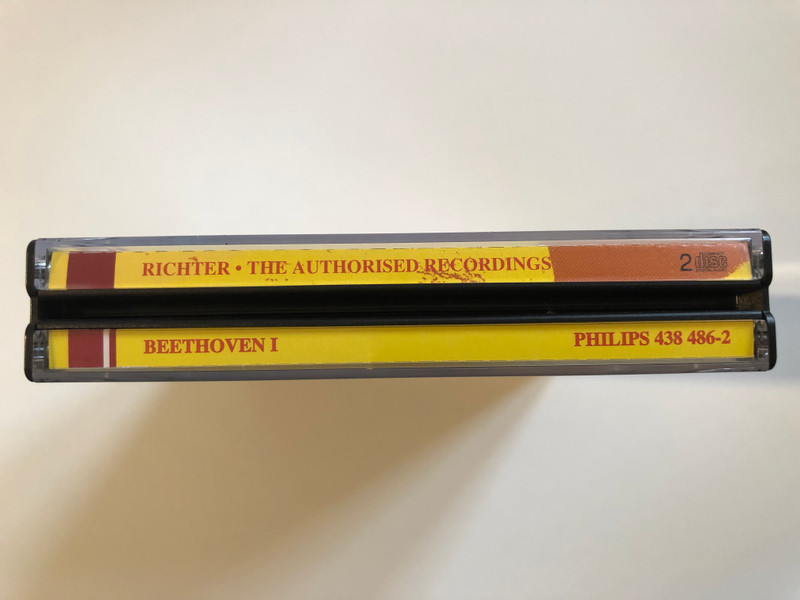 RICHTER • THE AUTHORISED RECORDINGS
2 disc
BEETHOVEN I
PHILIPS 438 486-2